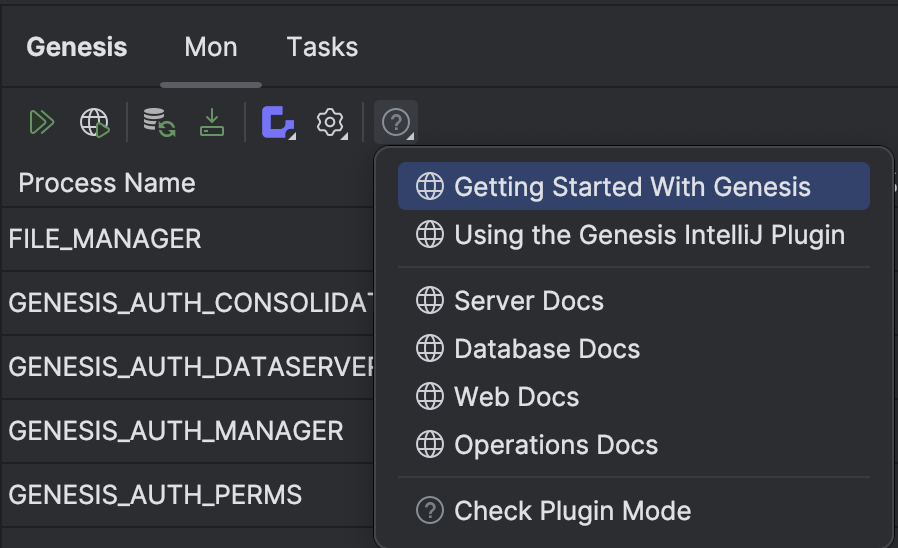 Genesis Mon Tasks
Process Name
FILE_MANAGER
GENESIS_AUTH_CONSOLIDAT
GENESIS_AUTH_DATASERVER
GENESIS_AUTH_MANAGER
GENESIS_AUTH_PERMS
Getting Started With Genesis
Using the Genesis IntelliJ Plugin
Server Docs
Database Docs
Web Docs
Operations Docs
Check Plugin Mode